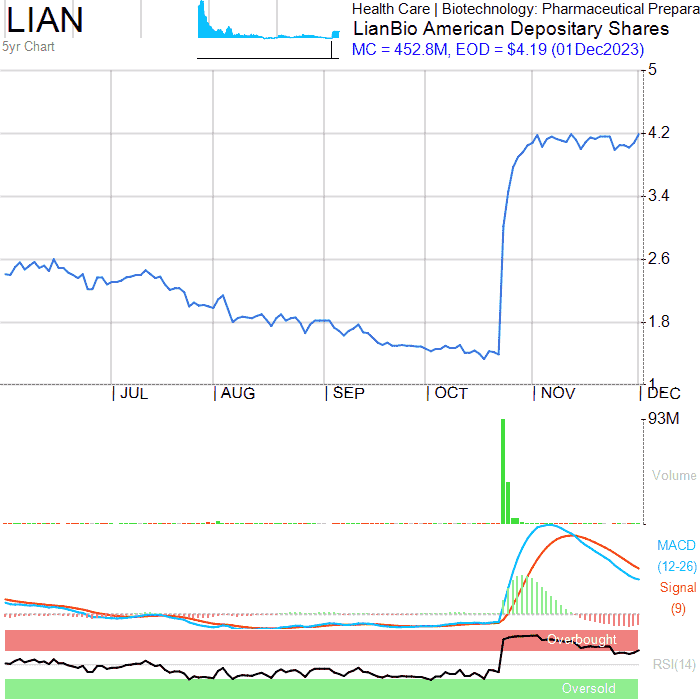 LIAN
5yr Chart
Health Care | Biotechnology: Pharmaceutical Prepara
LianBio American Depositary Shares
MC = 452.8M, EOD = $4.19 (01Dec2023)
5
4.2
3.4
2.6
1.8
1
| JUL | AUG | SEP | OCT | NOV | DEC
93M
Volume
MACD
(12-26)
Signal
(9)
Overbought
RSI(14)
Oversold